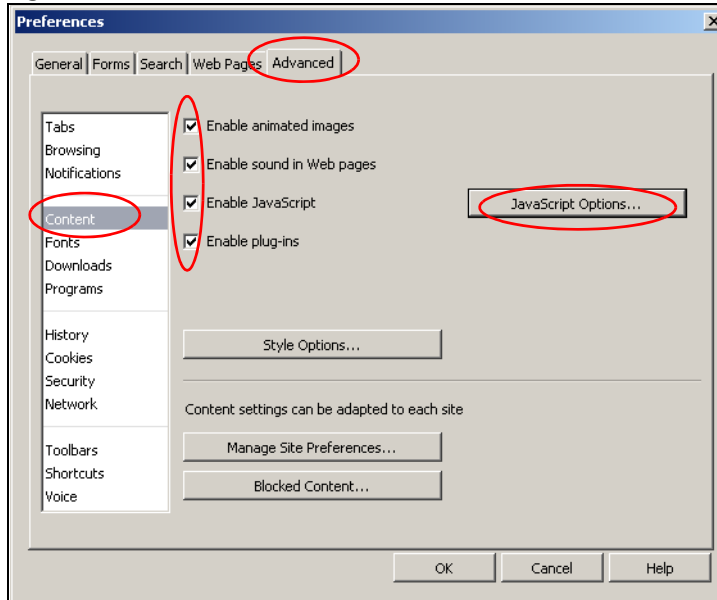 Preferences
General Forms Search Web Pages Advanced
Tabs
Browsing
Notifications
Content
Fonts
Downloads
Programs
History
Cookies
Security
Network
Toolbars
Shortcuts
Voice
Enable animated images
Enable sound in Web pages
Enable JavaScript
JavaScript Options...
Enable plug-ins
Style Options...
Content settings can be adapted to each site
Manage Site Preferences...
Blocked Content...
OK Cancel Help